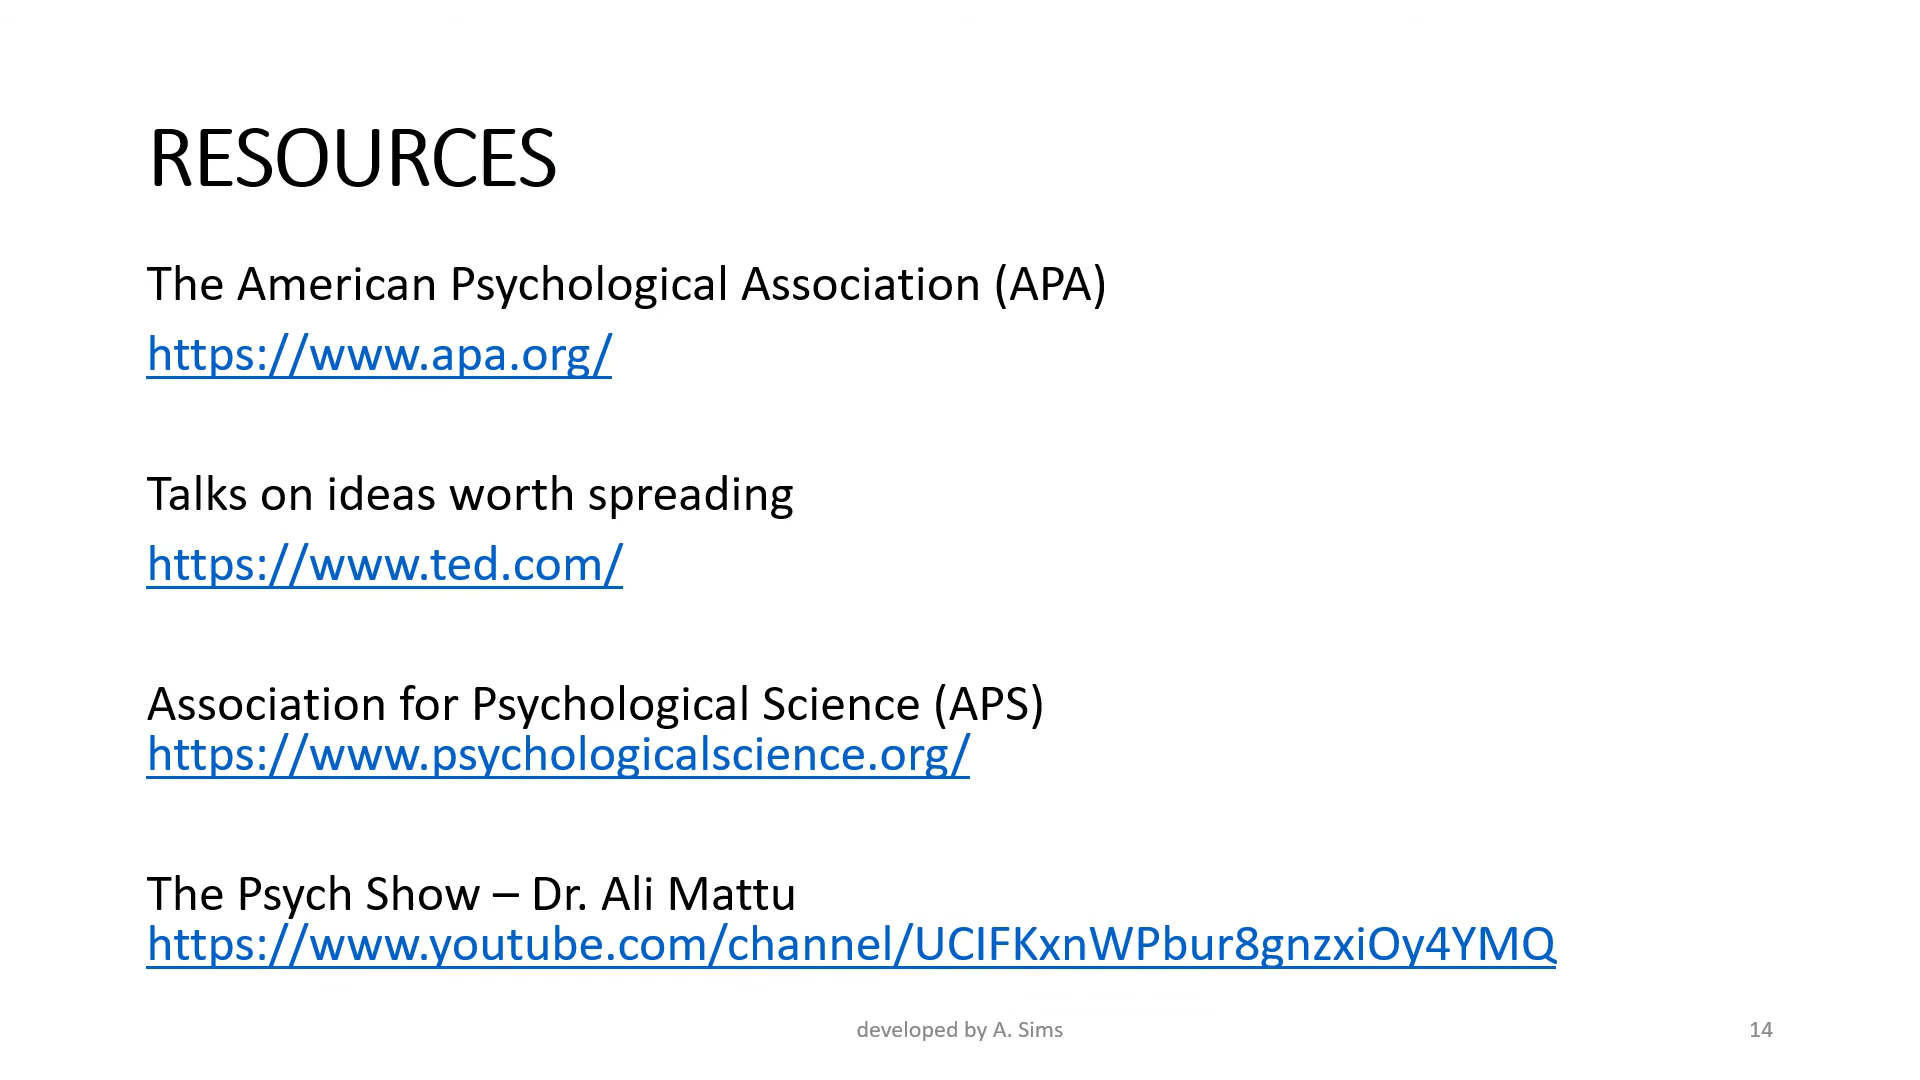 RESOURCES
The American Psychological Association (APA)
https://www.apa.org/
Talks on ideas worth spreading
https://www.ted.com/
Association for Psychological Science (APS)
https://www.psychologicalscience.org/
The Psych Show – Dr. Ali Mattu
https://www.youtube.com/channel/UCIFKxnWPbur8gnzxiOy4YMQ
developed by A. Sims
14